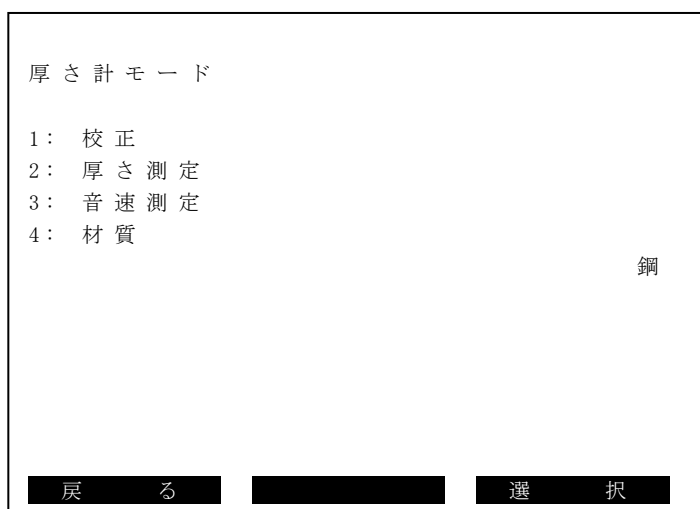 厚さ計モード
1： 校正
2： 厚さ測定
3： 音速測定
4： 材質
鋼
戻る 選択